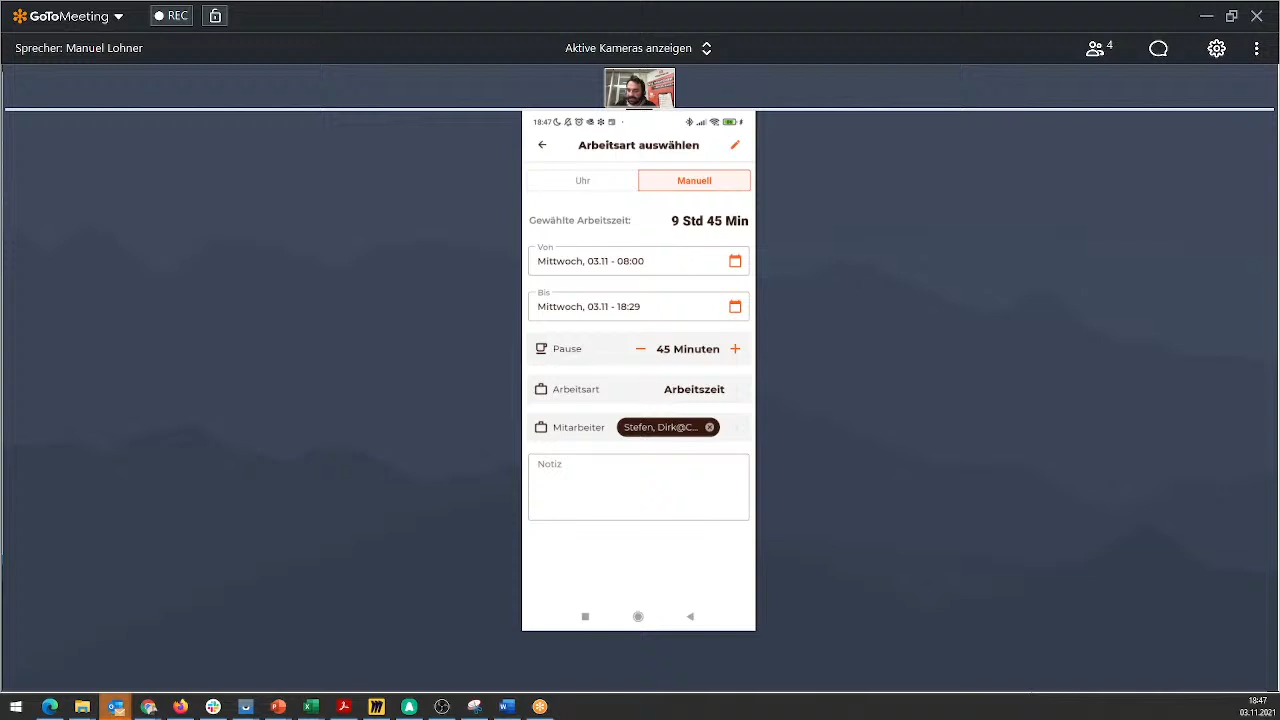 GoToMeeting
REC
Sprecher: Manuel Lohner
Aktive Kameras anzeigen
4
18:47
Arbeitsart auswählen
Uhr
Manuell
Gewählte Arbeitszeit:
9 Std 45 Min
Von
Mittwoch, 03.11 - 08:00
Bis
Mittwoch, 03.11 - 18:29
Pause
45 Minuten
Arbeitsart
Arbeitszeit
Mitarbeiter
Stefen, Dirk@C...
Notiz
18:47
03.11.2021